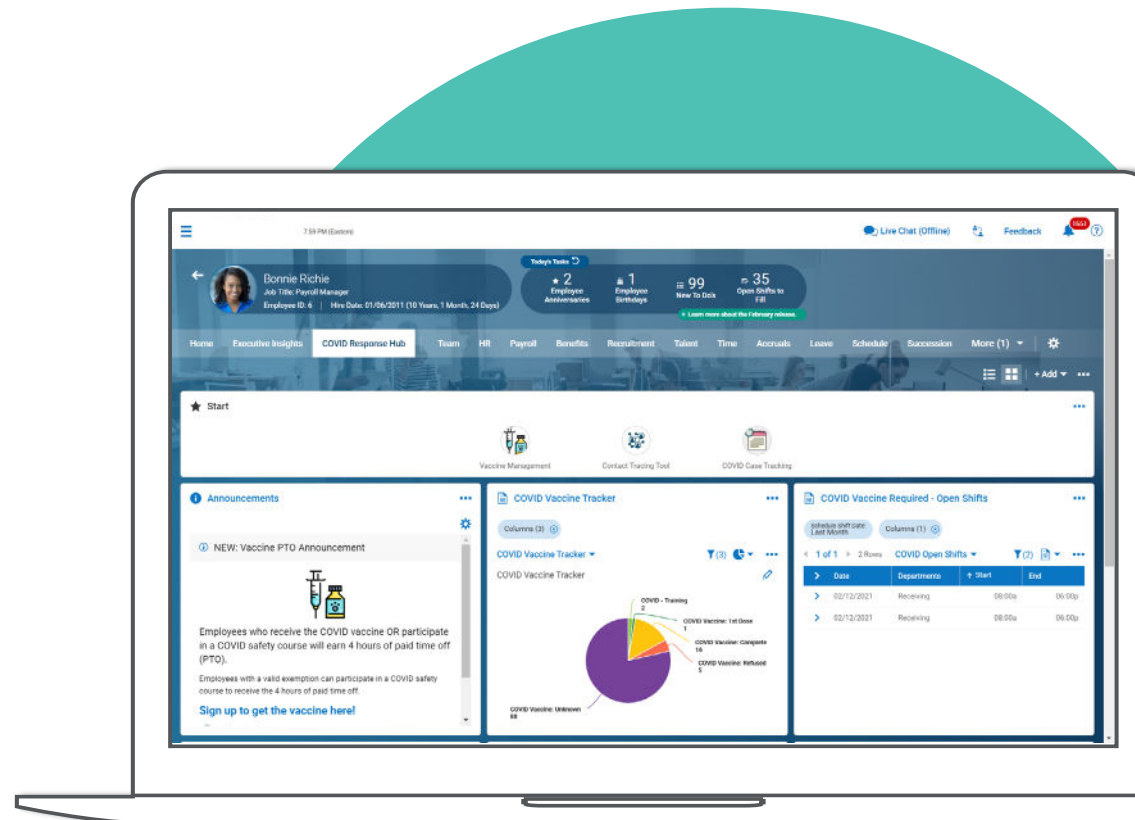 7:59 PM (Eastern)
Live Chat (Offline)
Feedback
Bonnie Richie
Job Title: Payroll Manager
Employee ID: 6 | Hire Date: 01/06/2011 (10 Years, 1 Month, 24 Days)
Today's Tasks
2
Employee
Anniversaries
1
Employee
Birthdays
99
New To Do's
35
Open Shifts to
Fill
Learn more about the February release.
Home Executive Insights COVID Response Hub Team HR Payroll Benefits Recruitment Talent Time Accruals Leave Schedule Succession More (1)
+ Add
Start
Vaccine Management
Contact Tracing Tool
COVID Case Tracking
Announcements
NEW: Vaccine PTO Announcement
Employees who receive the COVID vaccine OR participate
in a COVID safety course will earn 4 hours of paid time off
(PTO).
Employees with a valid exemption can participate in a COVID safety
course to receive the 4 hours of paid time off.
Sign up to get the vaccine here!
COVID Vaccine Tracker
Columns (3)
COVID Vaccine Tracker
(3)
COVID Vaccine Tracker
COVID - Training
2
COVID Vaccine: 1st Dose
1
COVID Vaccine: Complete
16
COVID Vaccine: Refused
5
COVID Vaccine: Unknown
88
COVID Vaccine Required - Open Shifts
Schedule Shift Date
Last Month
Columns (1)
1 of 1 2 Rows COVID Open Shifts (2)
Date Departments ↑ Start End
02/12/2021 Receiving 08:00a 06:00p
02/12/2021 Receiving 08:00a 06:00p